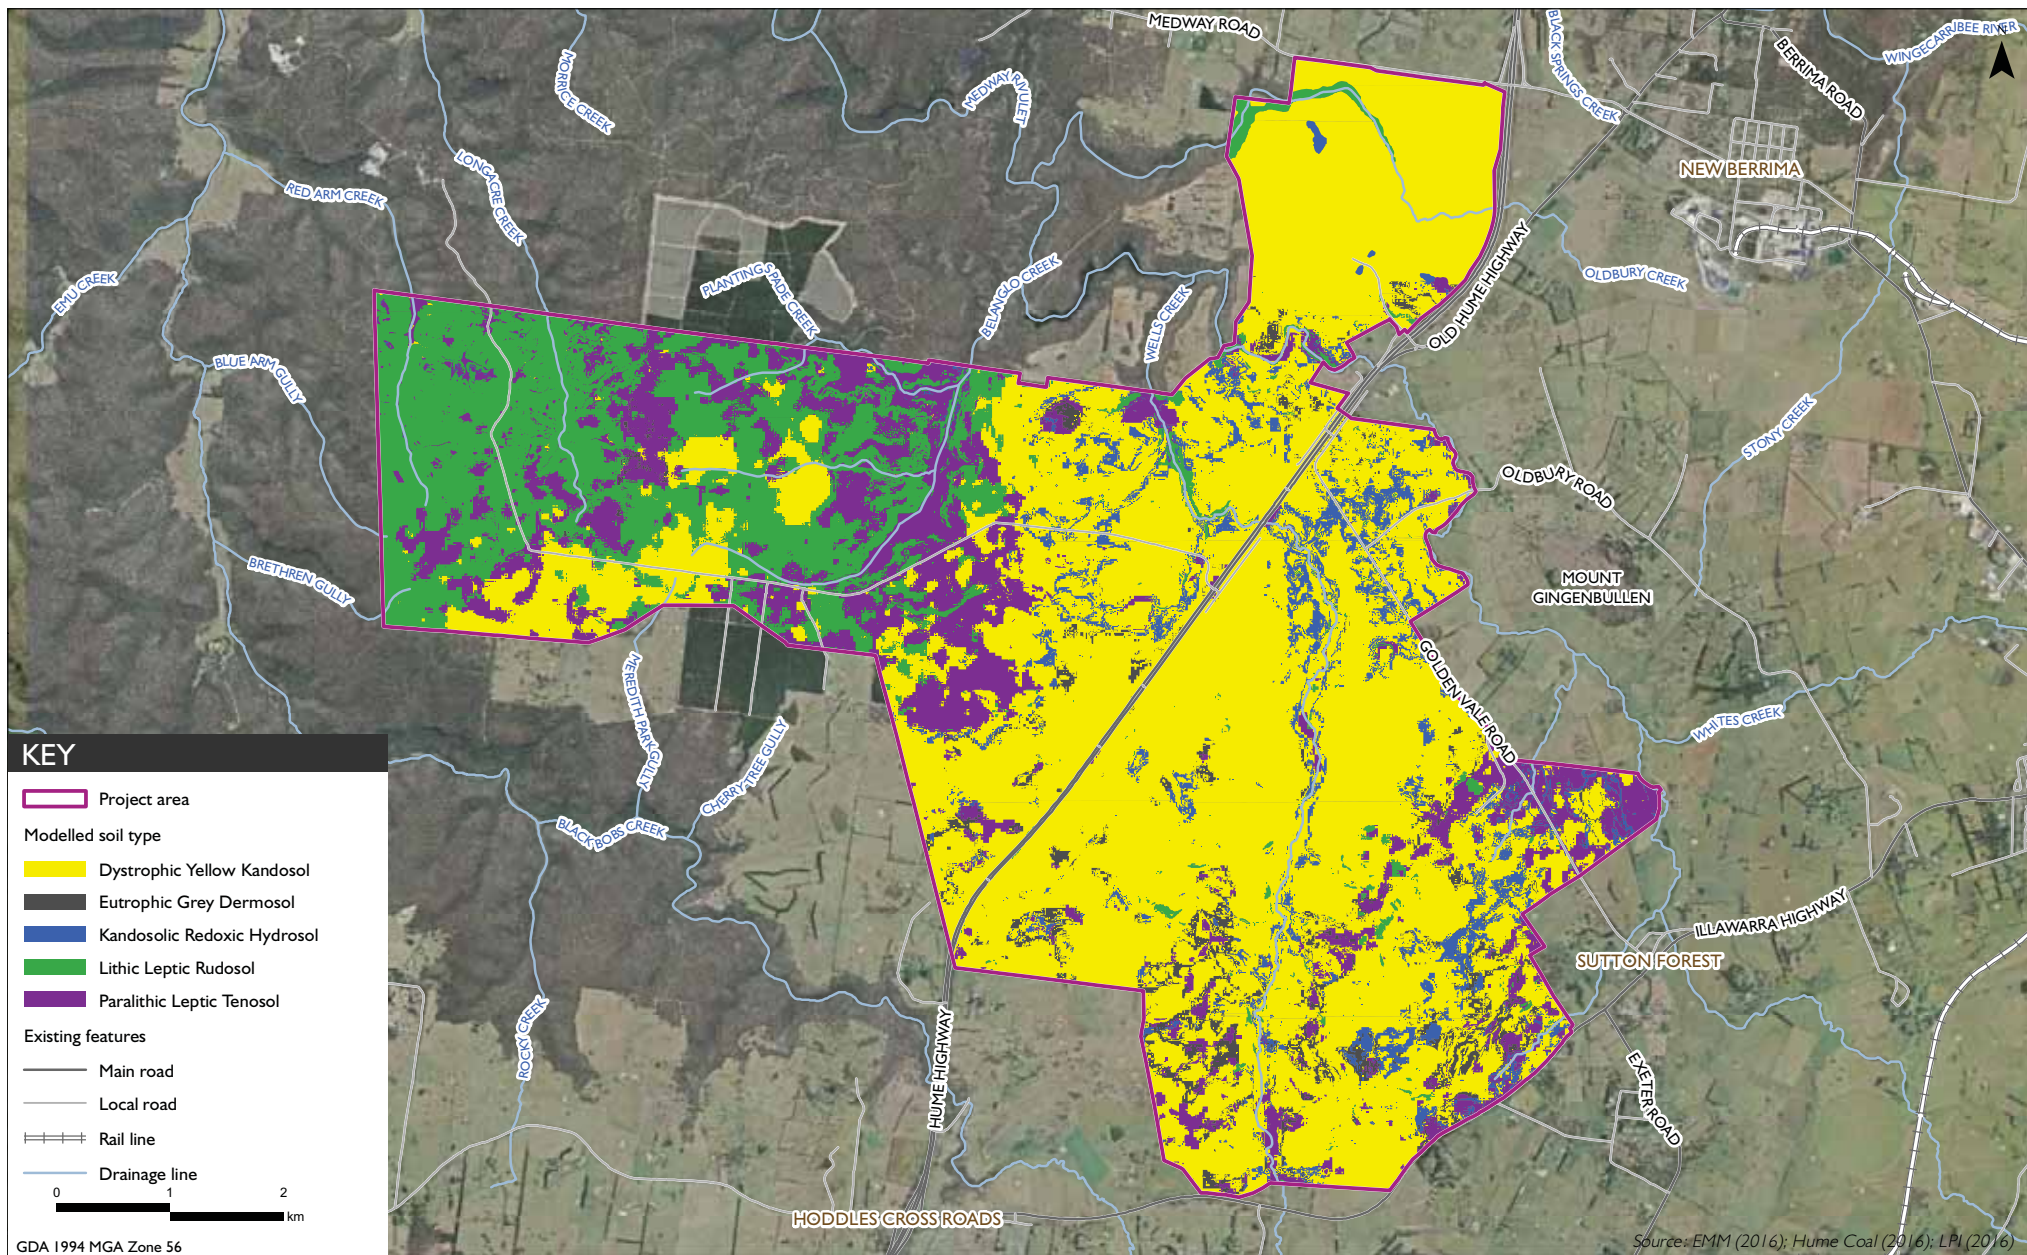 MEDWAY ROAD
BLACK SPRINGS CREEK
BERRIMA ROAD
WINGECARRIBEE RIVER
N
MORRICE CREEK
MEDWAY RIVULET
LONGACRE CREEK
RED ARM CREEK
NEW BERRIMA
EMU CREEK
PLANTING SPADE CREEK
BELANGLO CREEK
WELLS CREEK
OLD HUME HIGHWAY
OLDBURY CREEK
BLUE ARM GULLY
STONY CREEK
OLDBURY ROAD
BRETHREN GULLY
MOUNT
GINGENBULLEN
GOLDEN VALE ROAD
MEREDITH PARK GULLY
CHERRY TREE GULLY
WHITES CREEK
BLACK BOBS CREEK
ILLAWARRA HIGHWAY
SUTTON FOREST
ROCKY CREEK
HUME HIGHWAY
EXETER ROAD
HODDLES CROSS ROADS
KEY
Project area
Modelled soil type
Dystrophic Yellow Kandosol
Eutrophic Grey Dermosol
Kandosolic Redoxic Hydrosol
Lithic Leptic Rudosol
Paralithic Leptic Tenosol
Existing features
Main road
Local road
Rail line
Drainage line
0 1 2
km
GDA 1994 MGA Zone 56
Source: EMM (2016); Hume Coal (2016); LPI (2016)